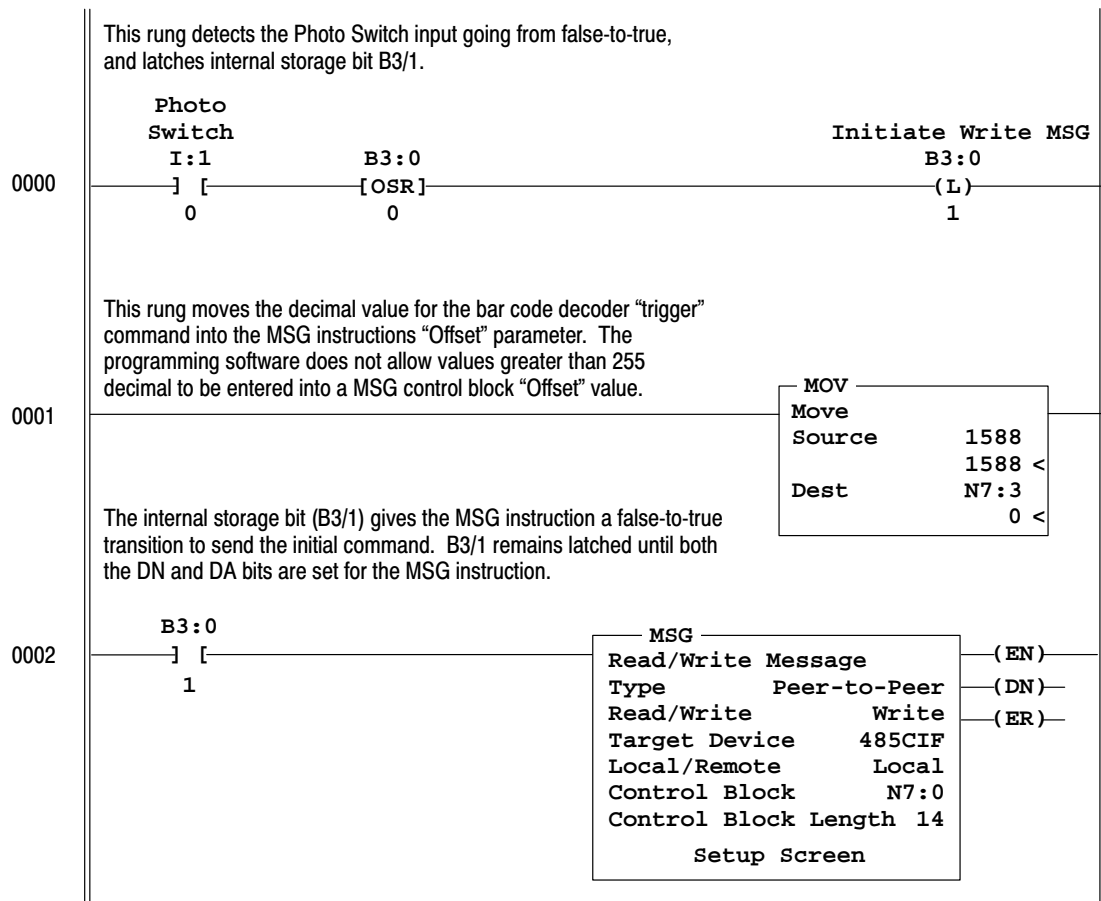 This rung detects the Photo Switch input going from false-to-true,
and latches internal storage bit B3/1.
Photo
Switch
Initiate Write MSG
I:1 B3:0 B3:0
0000 ] [ [OSR] (L)
0 0 1
This rung moves the decimal value for the bar code decoder “trigger”
command into the MSG instructions “Offset” parameter. The
programming software does not allow values greater than 255
decimal to be entered into a MSG control block “Offset” value.
0001
MOV
Move
Source 1588
1588 <
Dest N7:3
0 <
The internal storage bit (B3/1) gives the MSG instruction a false-to-true
transition to send the initial command. B3/1 remains latched until both
the DN and DA bits are set for the MSG instruction.
B3:0
0002 ] [
1
MSG
Read/Write Message (EN)
Type Peer-to-Peer (DN)
Read/Write Write (ER)
Target Device 485CIF
Local/Remote Local
Control Block N7:0
Control Block Length 14
Setup Screen